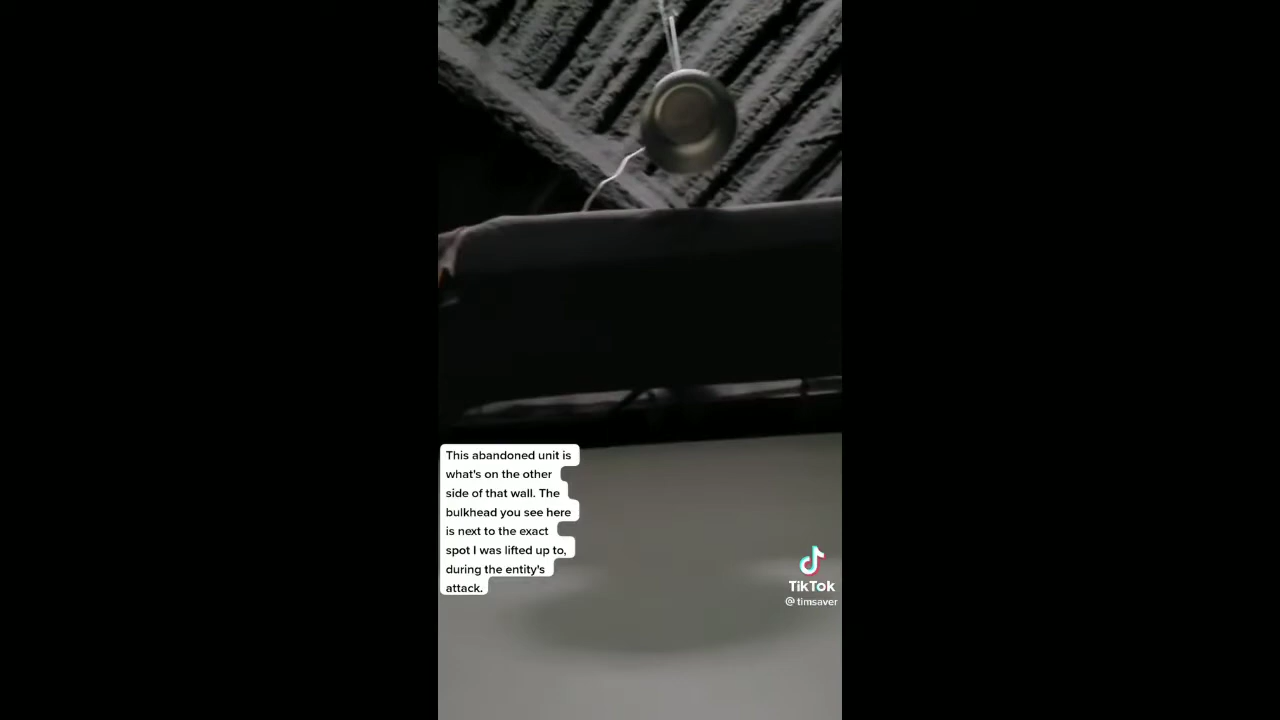 This abandoned unit is
what's on the other
side of that wall. The
bulkhead you see here
is next to the exact
spot I was lifted up to,
during the entity's
attack.
TikTok
@timsaver